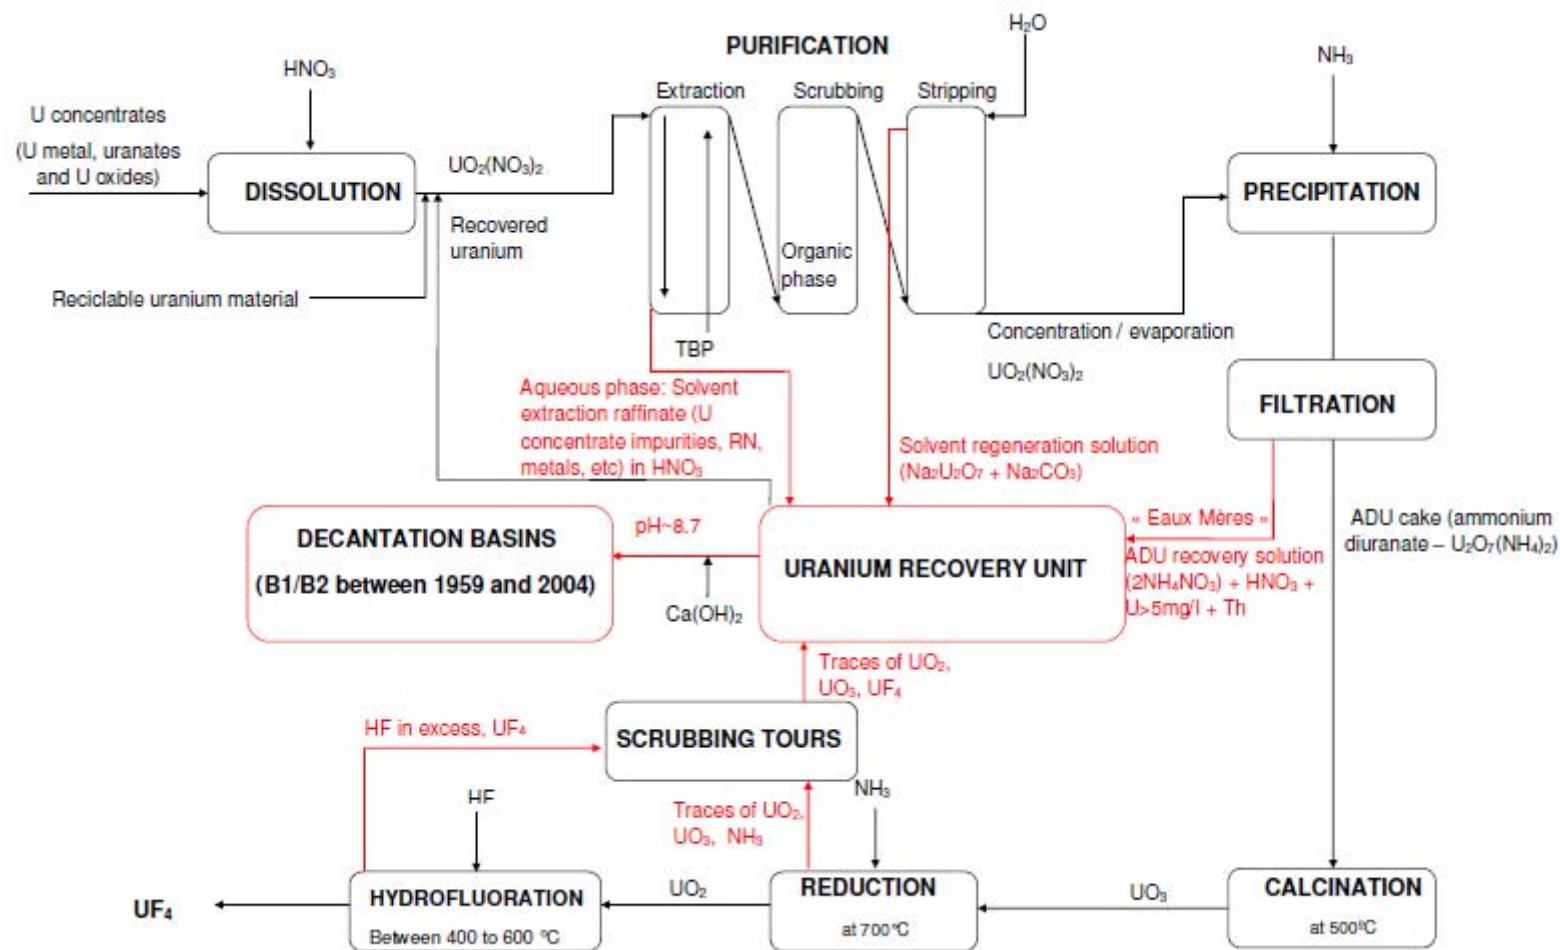 PURIFICATION
H₂O
HNO₃
NH₃
Extraction
Scrubbing
Stripping
U concentrates
(U metal, uranates
and U oxides)
DISSOLUTION
UO₂(NO₃)₂
PRECIPITATION
Recovered
uranium
Organic
phase
Reciclable uranium material
TBP
Concentration / evaporation
UO₂(NO₃)₂
FILTRATION
Aqueous phase: Solvent
extraction raffinate (U
concentrate impurities, RN,
metals, etc) in HNO₃
Solvent regeneration solution
(Na₂U₂O₇ + Na₂CO₃)
DECANTATION BASINS
(B1/B2 between 1959 and 2004)
pH~8.7
Ca(OH)₂
URANIUM RECOVERY UNIT
« Eaux Mères »
ADU recovery solution
(2NH₄NO₃) + HNO₃ +
U>5mg/l + Th
ADU cake (ammonium
diuranate – U₂O₇(NH₄)₂)
Traces of UO₂,
UO₃, UF₄
HF in excess, UF₄
SCRUBBING TOURS
HF
Traces of UO₂,
UO₃, NH₃
NH₃
UF₄
HYDROFLUORATION
Between 400 to 600 ºC
UO₂
REDUCTION
at 700ºC
UO₃
CALCINATION
at 500ºC